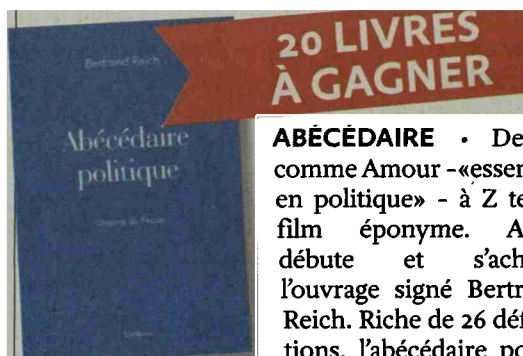 20 LIVRES
À GAGNER
Bertrand Reich
Abécédaire
politique
ABÉCÉDAIRE • De
comme Amour -«essen
en politique» - à Z te
film éponyme. A
débute et s'ach
l'ouvrage signé Bertr
Reich. Riche de 26 déf
tions, l'abécédaire po